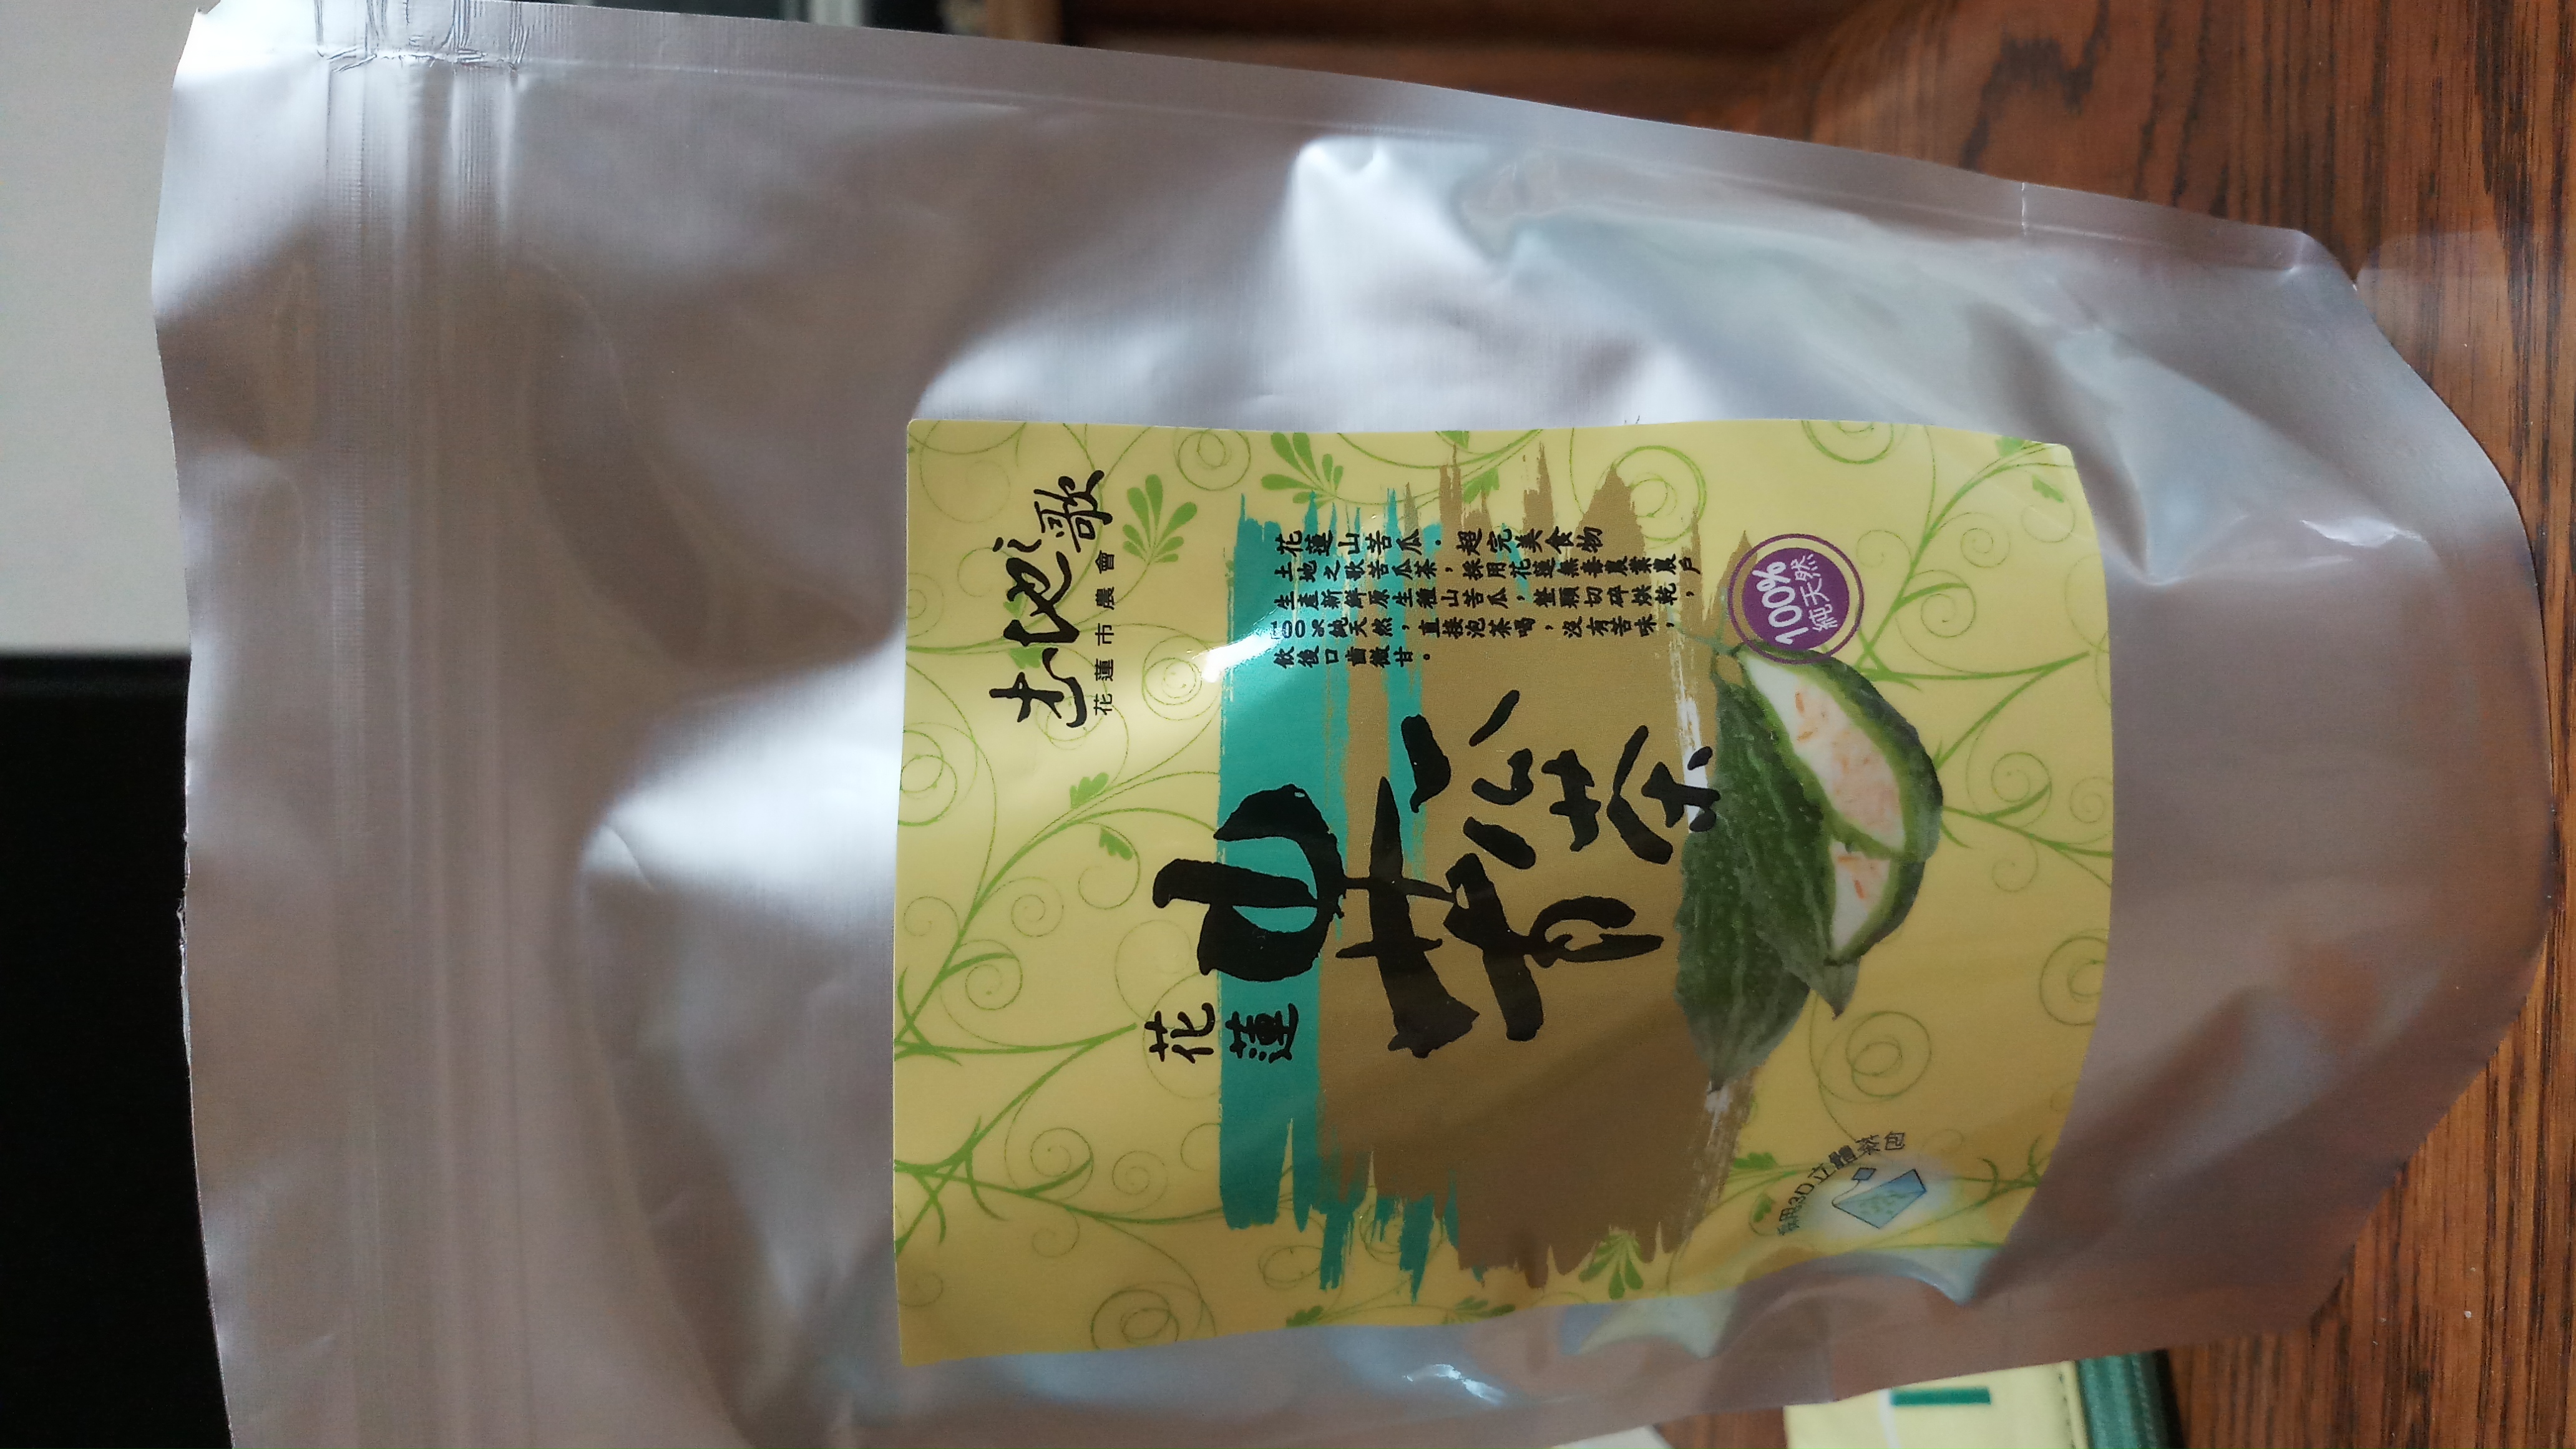 土地之歌
花蓮市農會
花蓮
山苦瓜茶
花蓮山苦瓜．超完美食物
土地之歌苦瓜茶，採用花蓮無毒農業農戶
生產新鮮原生種山苦瓜，整顆切碎烘乾，
100%純天然，直接泡茶喝，沒有苦味，
飲後口齒微甘。
100%
純天然
採用3D立體茶包